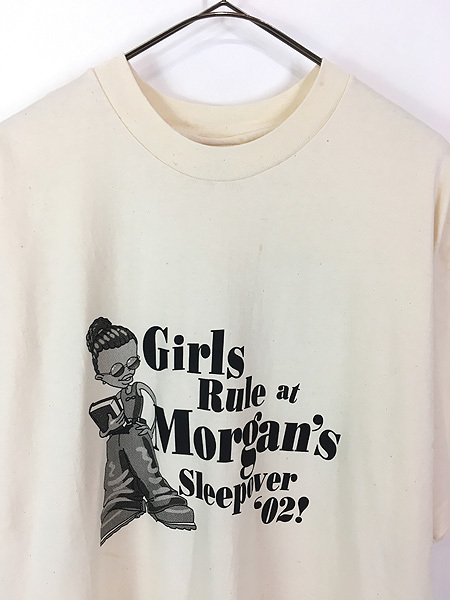 Girls
Rule at
Morgan's
Sleepover
'02!